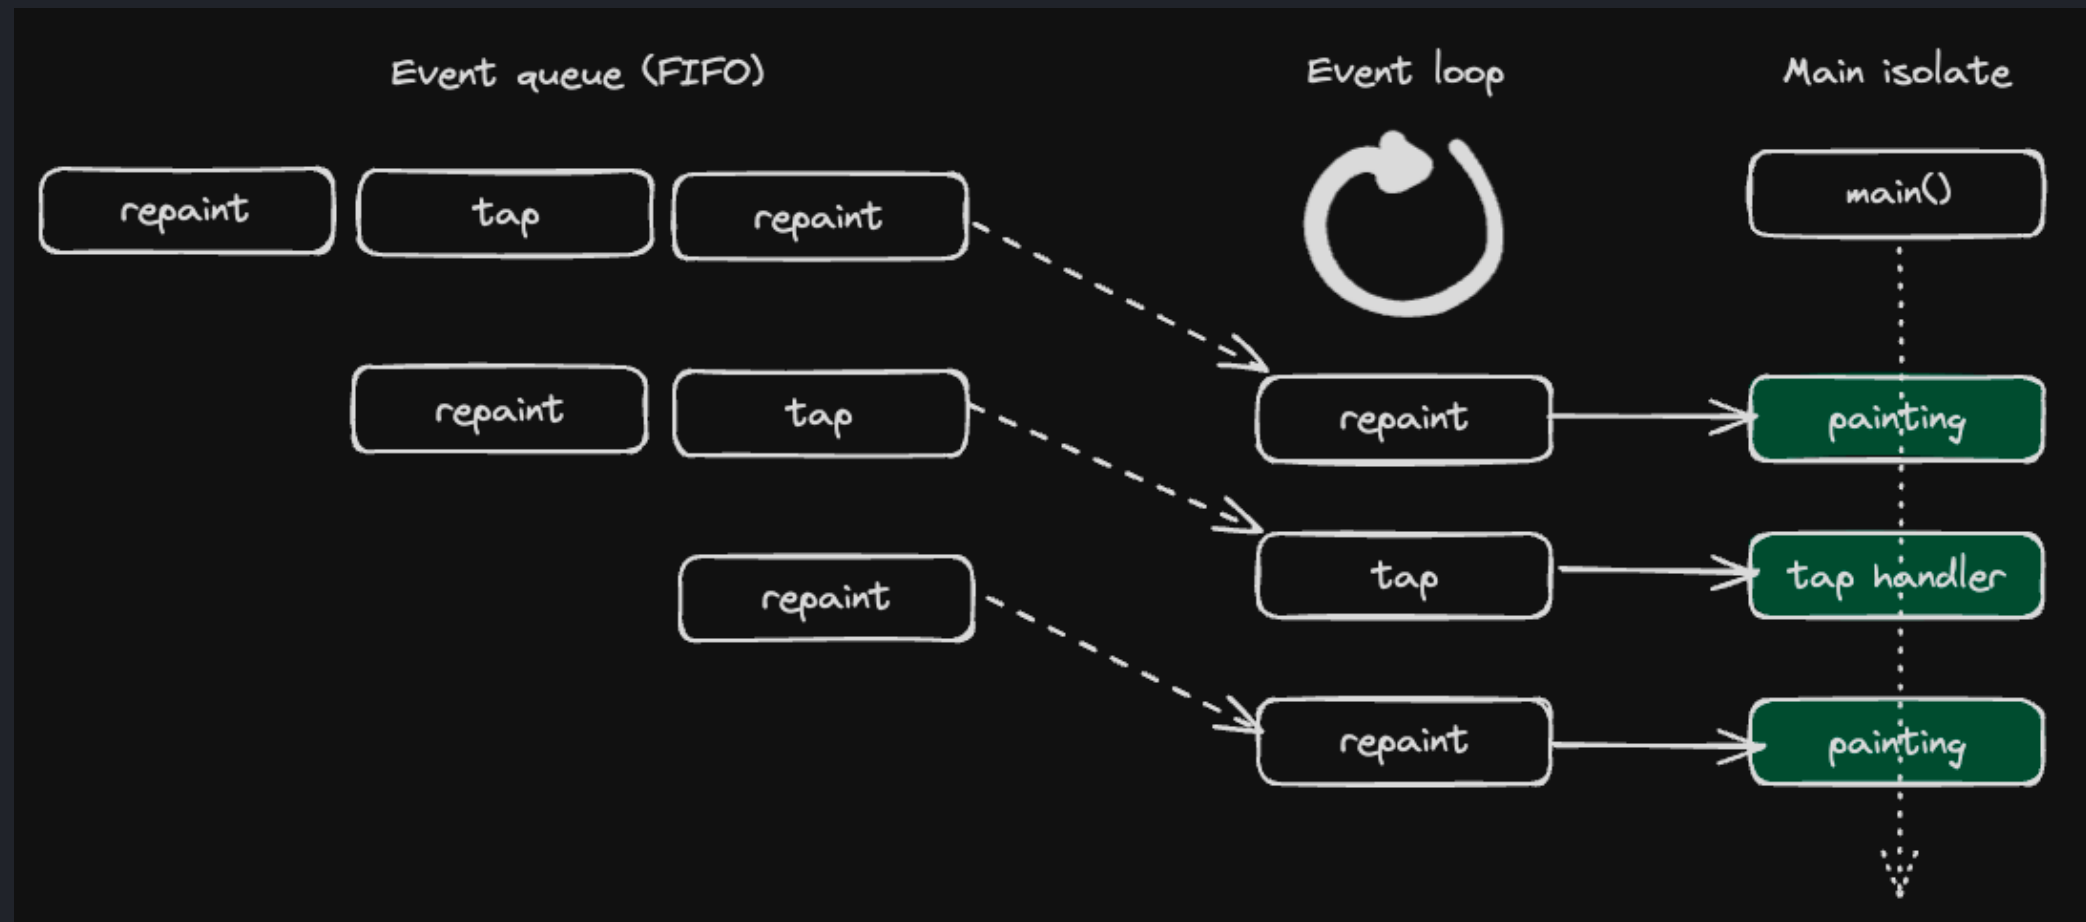 Event queue (FIFO)
Event loop
Main isolate
main()
repaint
tap
repaint
repaint
tap
repaint
painting
repaint
tap
tap handler
repaint
painting